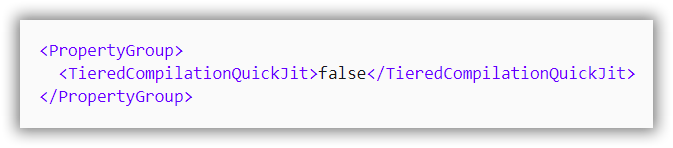 <PropertyGroup>
  <TieredCompilationQuickJit>false</TieredCompilationQuickJit>
</PropertyGroup>